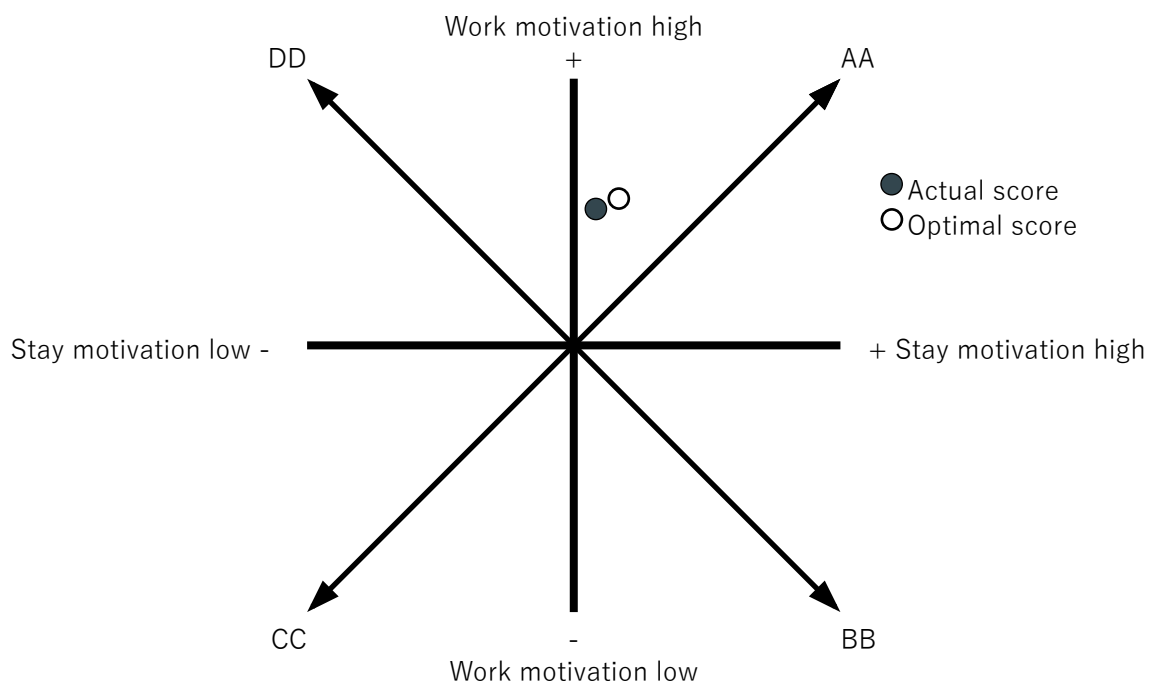 Work motivation high
DD
+
AA
Actual score
Optimal score
Stay motivation low -
+ Stay motivation high
CC
-
BB
Work motivation low